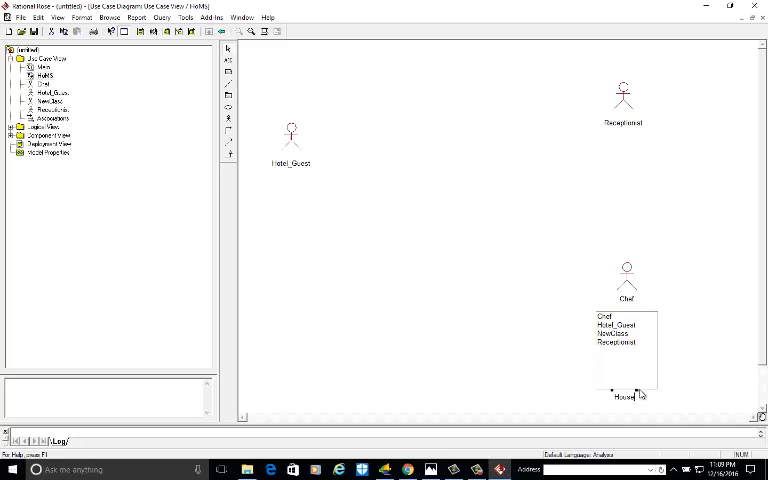 Rational Rose - (untitled) - [Use Case Diagram: Use Case View / HoMS]
File Edit View Format Browse Report Query Tools Add-Ins Window Help
ABC
(untitled)
Use Case View
Main
HoMS
Chef
Hotel_Guest
NewClass
Receptionist
Associations
Logical View
Component View
Deployment View
Model Properties
Receptionist
Hotel_Guest
Chef
Chef
Hotel_Guest
NewClass
Receptionist
House
Log
For Help, press F1
Default Language: Analysis
NUM
Ask me anything
Address
11:09 PM
12/16/2016